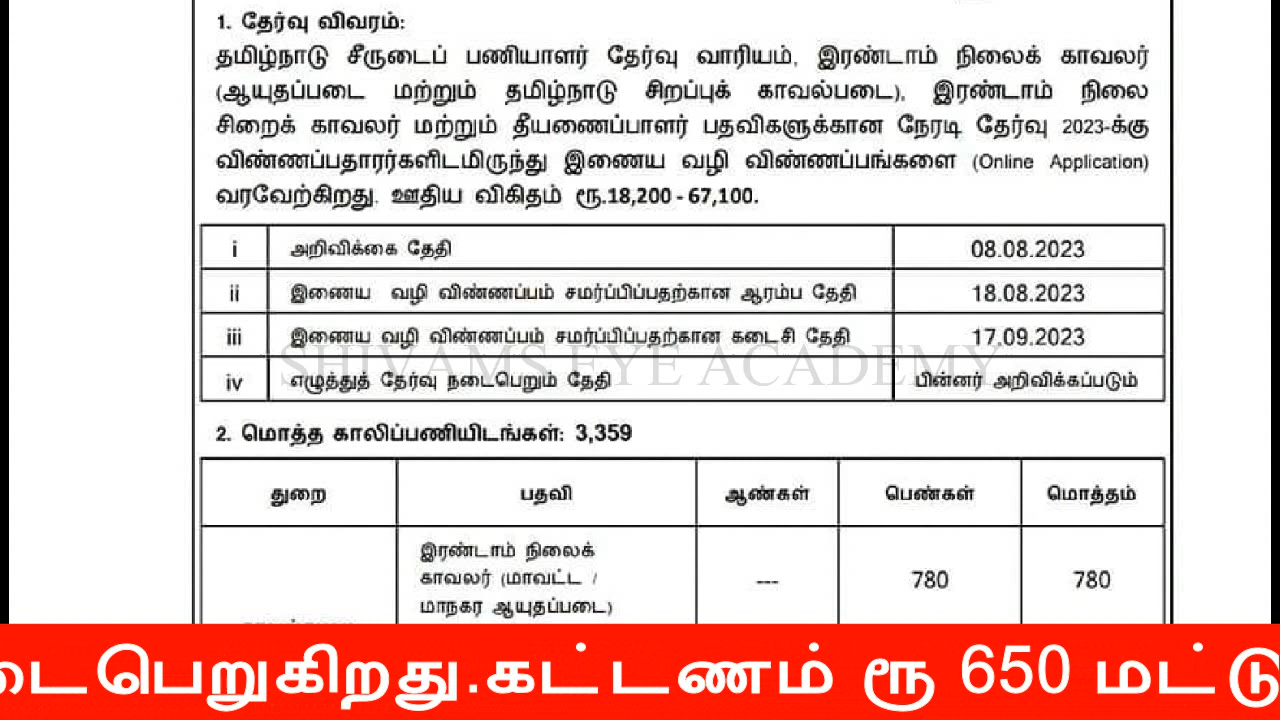 1. தேர்வு விவரம்:
தமிழ்நாடு சீருடைப் பணியாளர் தேர்வு வாரியம், இரண்டாம் நிலைக் காவலர்
(ஆயுதப்படை மற்றும் தமிழ்நாடு சிறப்புக் காவல்படை), இரண்டாம் நிலை
சிறைக் காவலர் மற்றும் தீயணைப்பாளர் பதவிகளுக்கான நேரடி தேர்வு 2023-க்கு
விண்ணப்பதாரர்களிடமிருந்து இணைய வழி விண்ணப்பங்களை (Online Application)
வரவேற்கிறது. ஊதிய விகிதம் ரூ.18,200 - 67,100.
i அறிவிக்கை தேதி 08.08.2023
ii இணைய வழி விண்ணப்பம் சமர்ப்பிப்பதற்கான ஆரம்ப தேதி 18.08.2023
iii இணைய வழி விண்ணப்பம் சமர்ப்பிப்பதற்கான கடைசி தேதி 17.09.2023
SHIVAMS EYE ACADEMY
iv எழுத்துத் தேர்வு நடைபெறும் தேதி பின்னர் அறிவிக்கப்படும்
2. மொத்த காலிப்பணியிடங்கள்: 3,359
துறை பதவி ஆண்கள் பெண்கள் மொத்தம்
இரண்டாம் நிலைக்
காவலர் (மாவட்ட / --- 780 780
மாநகர ஆயுதப்படை)
டைபெறுகிறது.கட்டணம் ரூ 650 மட்டு